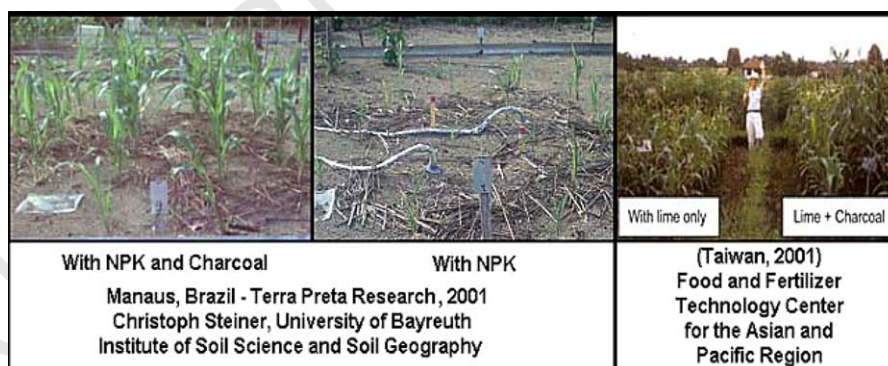 With lime only
Lime + Charcoal
With NPK and Charcoal
With NPK
Manaus, Brazil - Terra Preta Research, 2001
Christoph Steiner, University of Bayreuth
Institute of Soil Science and Soil Geography
(Taiwan, 2001)
Food and Fertilizer
Technology Center
for the Asian and
Pacific Region